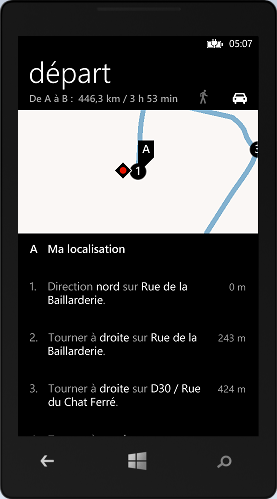 05:07
départ
De A à B : 446,3 km / 3 h 53 min
A
1
3
A Ma localisation
1. Direction nord sur Rue de la 0 m
Baillarderie.
2. Tourner à droite sur Rue de la 243 m
Baillarderie.
3. Tourner à droite sur D30 / Rue 424 m
du Chat Ferré.